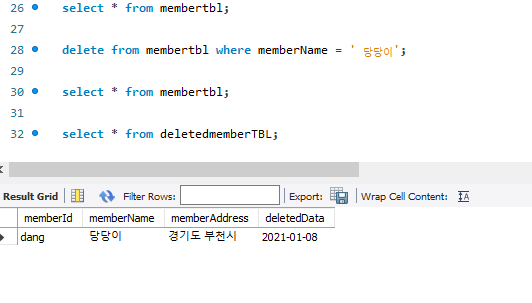 26 select * from membertbl;
27
28 delete from membertbl where memberName = ' 당당이';
29
30 select * from membertbl;
31
32 select * from deletedmemberTBL;
Result Grid Filter Rows: Export: Wrap Cell Content: IA
memberId memberName memberAddress deletedData
dang 당당이 경기도 부천시 2021-01-08